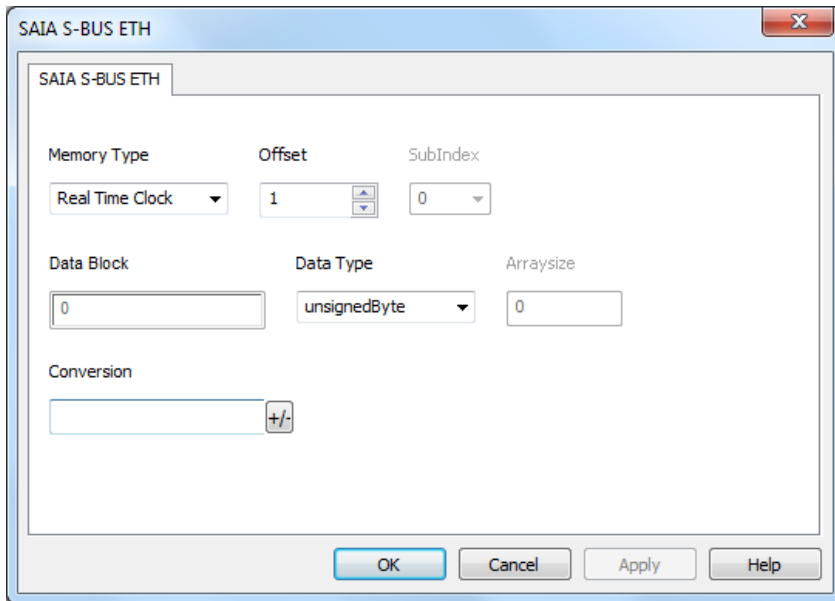 SAIA S-BUS ETH
SAIA S-BUS ETH
Memory Type Offset SubIndex
Real Time Clock 1 0
Data Block Data Type Arraysize
0 unsignedByte 0
Conversion
+/-
OK Cancel Apply Help